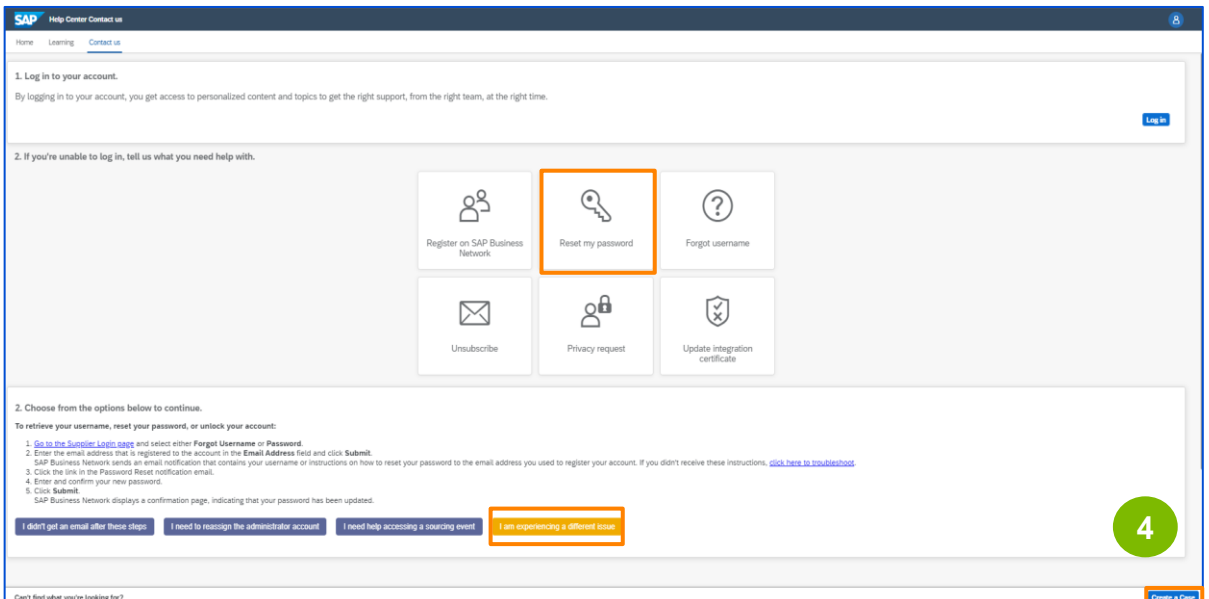 SAP Help Center Contact us
Home Learning Contact us
1. Log in to your account.
By logging in to your account, you get access to personalized content and topics to get the right support, from the right team, at the right time.
Log in
2. If you're unable to log in, tell us what you need help with.
Register on SAP Business
Network
Reset my password
Forgot username
Unsubscribe
Privacy request
Update integration
certificate
2. Choose from the options below to continue.
To retrieve your username, reset your password, or unlock your account:
1. Go to the Supplier Login page and select either Forgot Username or Password.
2. Enter the email address that is registered to the account in the Email Address field and click Submit.
SAP Business Network sends an email notification that contains your username or instructions on how to reset your password to the email address you used to register your account. If you didn't receive these instructions, click here to troubleshoot.
3. Click the link in the Password Reset notification email.
4. Enter and confirm your new password.
5. Click Submit.
SAP Business Network displays a confirmation page, indicating that your password has been updated.
I didn't get an email after these steps I need to reassign the administrator account I need help accessing a sourcing event I am experiencing a different issue
4
Can't find what you're looking for? Create a Case